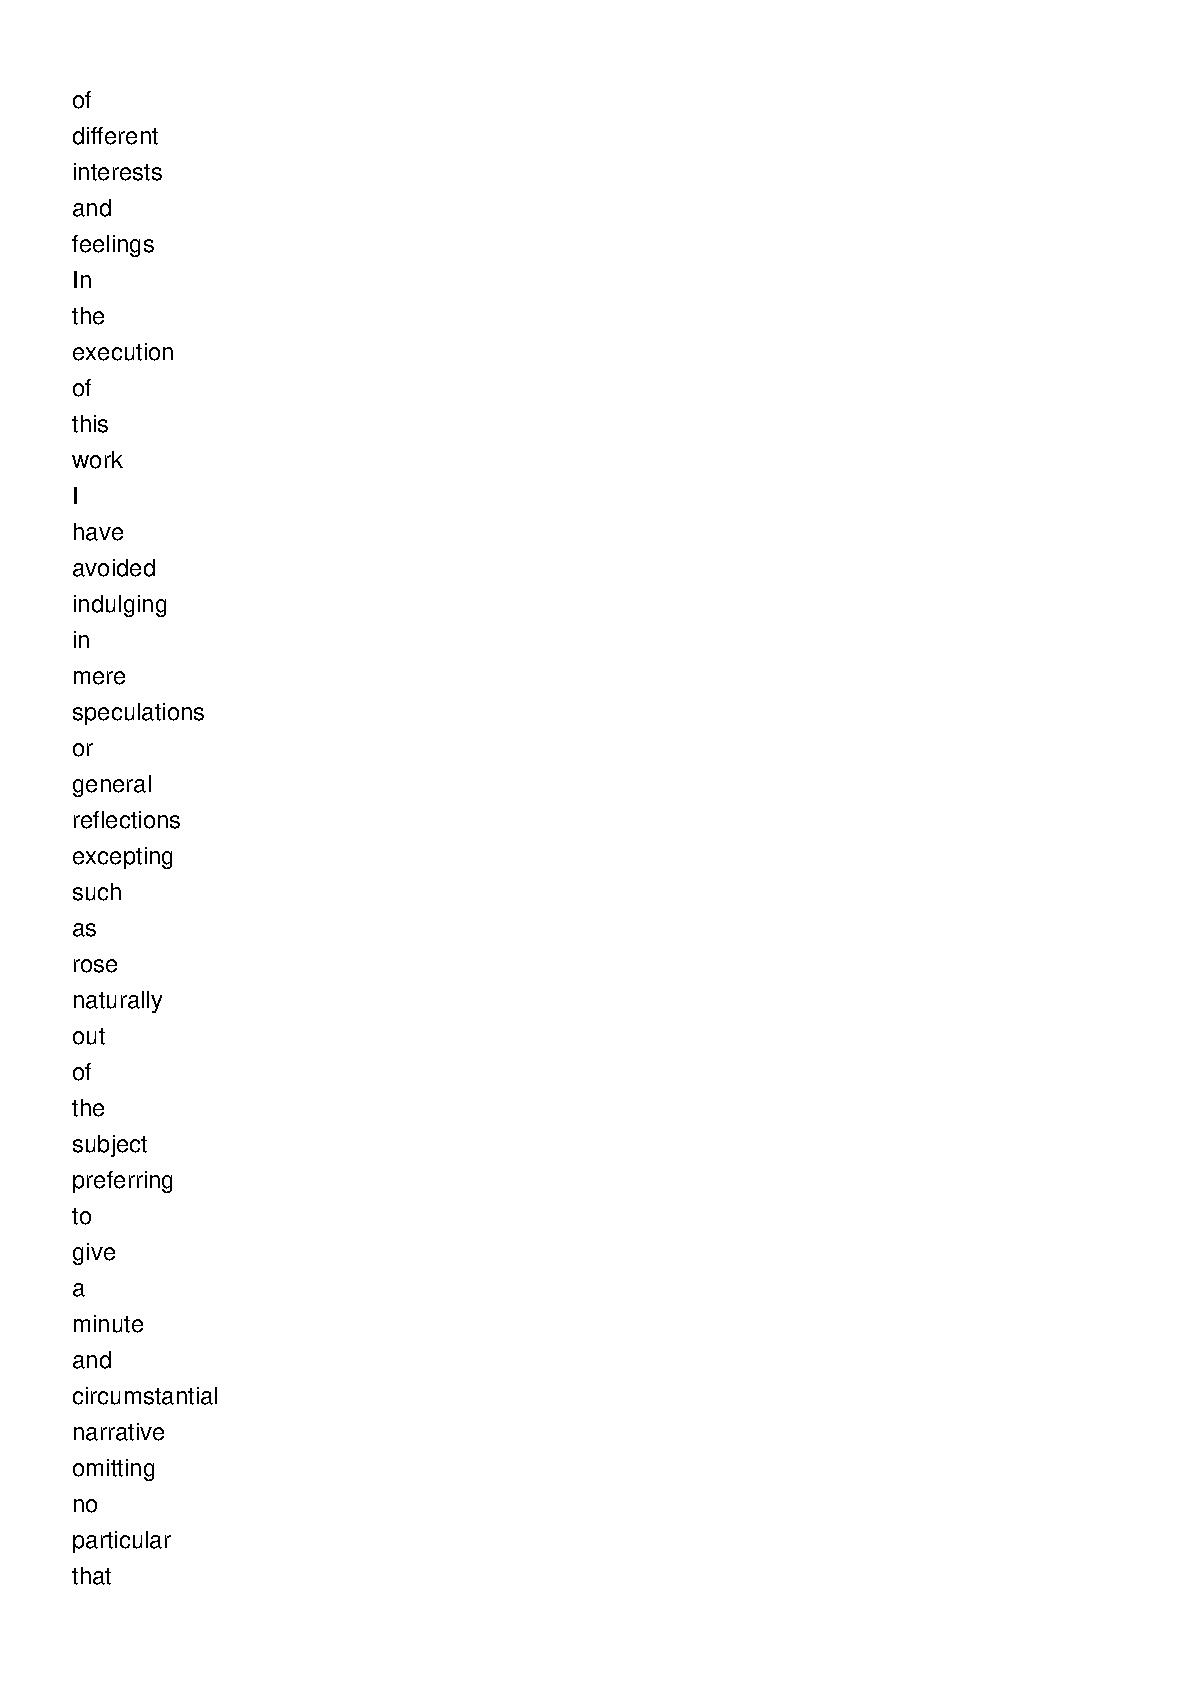 of
different
interests
and
feelings
In
the
execution
of
this
work
I
have
avoided
indulging
in
mere
speculations
or
general
reflections
excepting
such
as
rose
naturally
out
of
the
subject
preferring
to
give
a
minute
and
circumstantial
narrative
omitting
no
particular
that